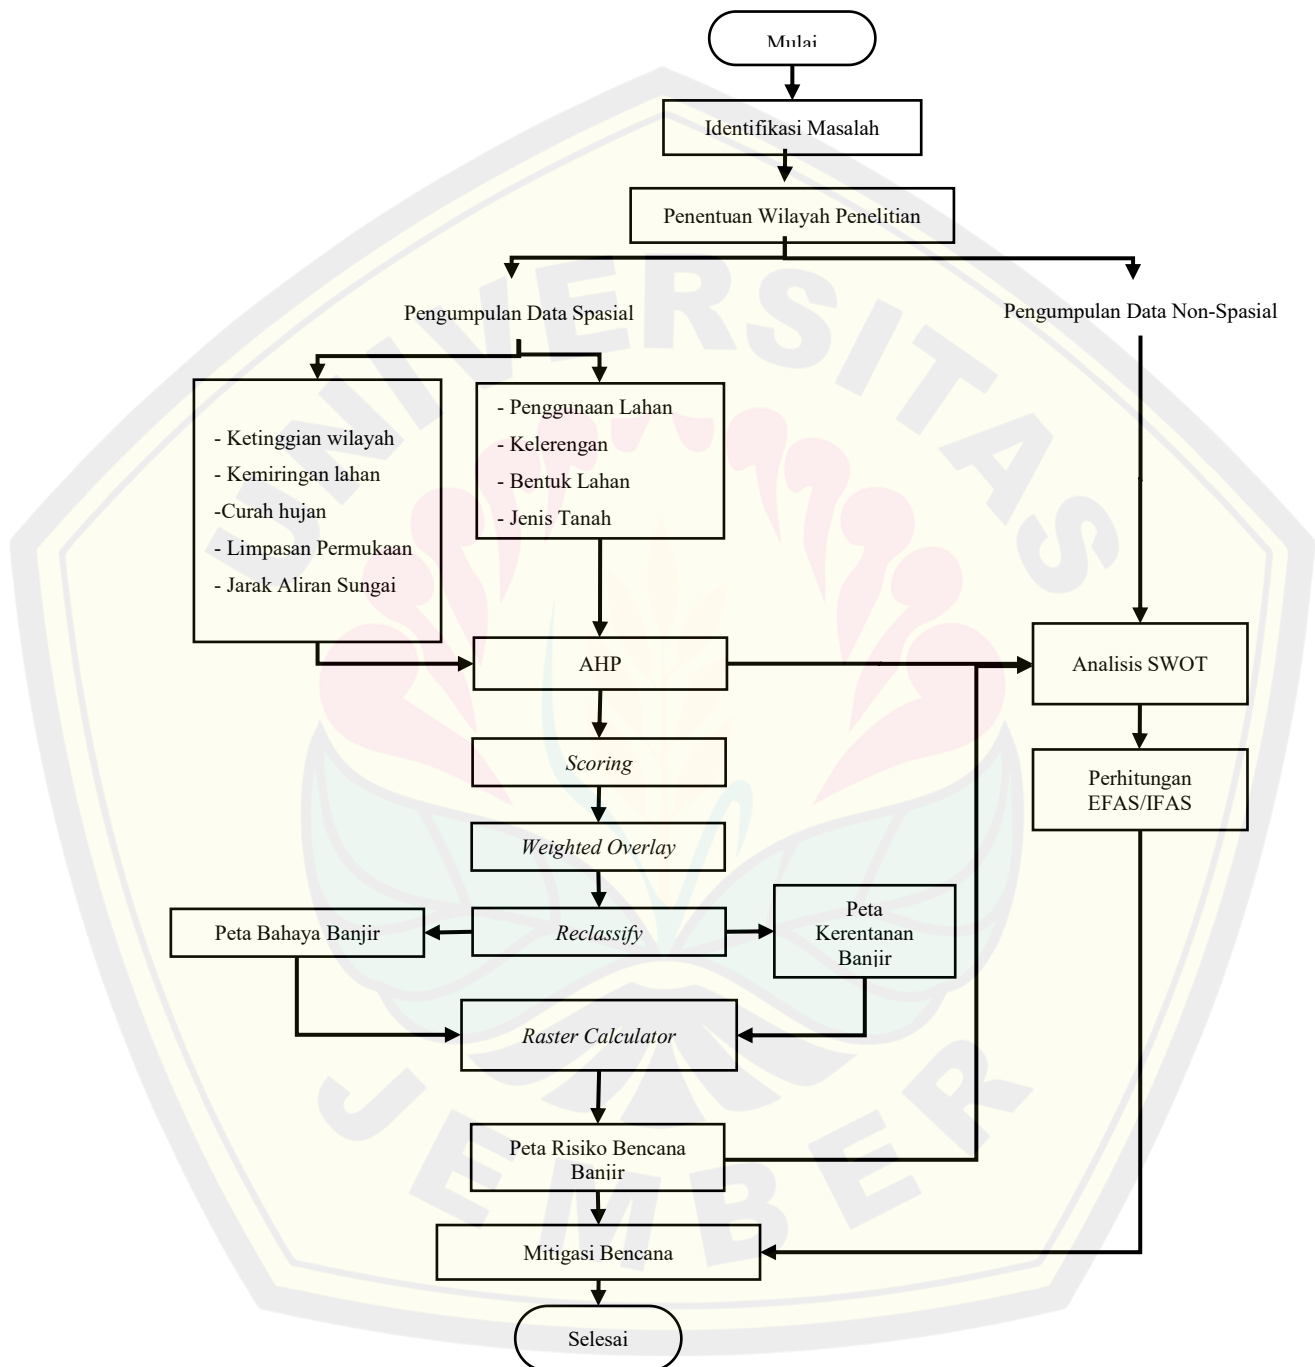 Mulai
Identifikasi Masalah
Penentuan Wilayah Penelitian
Pengumpulan Data Spasial
Pengumpulan Data Non-Spasial
- Ketinggian wilayah
- Kemiringan lahan
-Curah hujan
- Limpasan Permukaan
- Jarak Aliran Sungai
- Penggunaan Lahan
- Kelerengan
- Bentuk Lahan
- Jenis Tanah
AHP
Analisis SWOT
Scoring
Perhitungan
EFAS/IFAS
Weighted Overlay
Peta Bahaya Banjir
Reclassify
Peta
Kerentanan
Banjir
Raster Calculator
Peta Risiko Bencana
Banjir
Mitigasi Bencana
Selesai
UNIVERSITAS
JEMBER